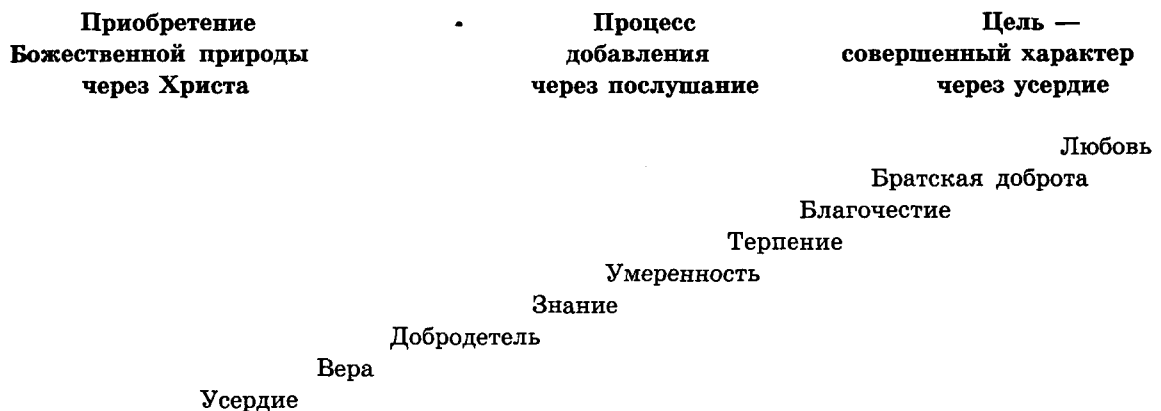 Приобретение
Божественной природы
через Христа
Процесс
добавления
через послушание
Цель —
совершенный характер
через усердие
Любовь
Братская доброта
Благочестие
Терпение
Умеренность
Знание
Добродетель
Вера
Усердие